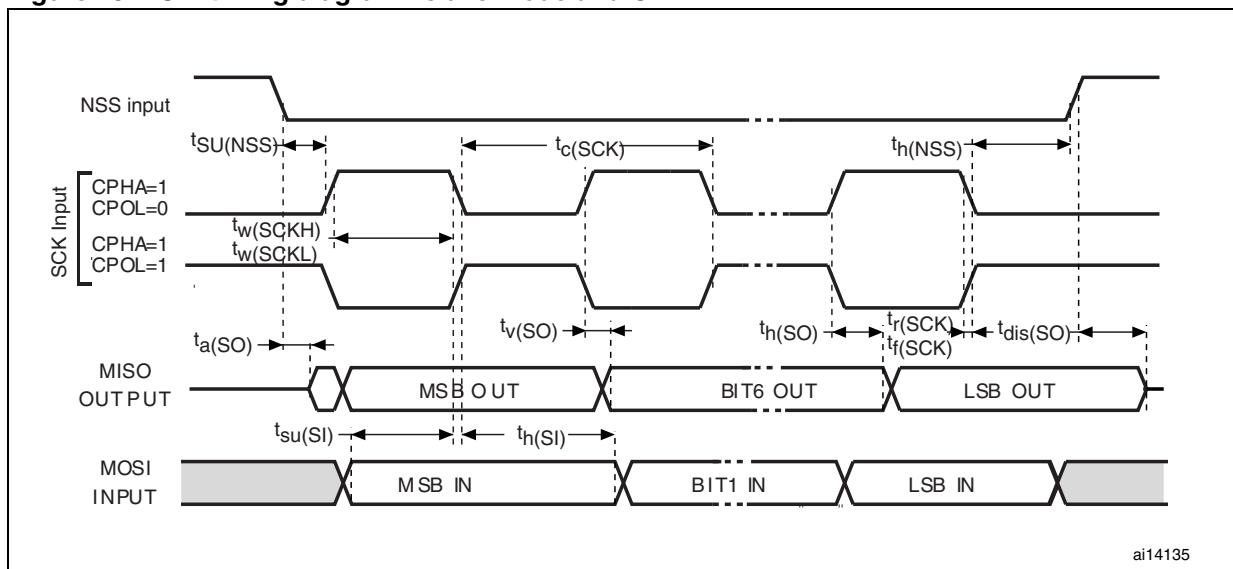 NSS input
tSU(NSS)
tc(SCK)
th(NSS)
SCK Input
CPHA=1
CPOL=0
tw(SCKH)
tw(SCKL)
CPHA=1
CPOL=1
ta(SO)
tv(SO)
th(SO)
tr(SCK)
tf(SCK)
tdis(SO)
MISO
OUTPUT
MSB OUT
BIT6 OUT
LSB OUT
tsu(SI)
th(SI)
MOSI
INPUT
MSB IN
BIT1 IN
LSB IN
ai14135